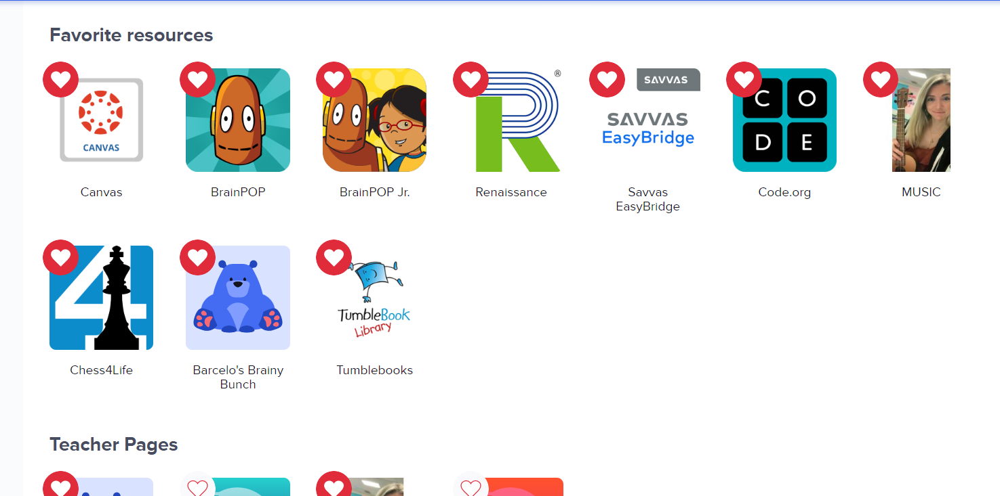 Favorite resources
CANVAS
®
SAVVAS
SAVVAS
EasyBridge
C O
D E
Canvas
BrainPOP
BrainPOP Jr.
Renaissance
Savvas
EasyBridge
Code.org
MUSIC
4
TumbleBook
Library
Chess4Life
Barcelo's Brainy
Bunch
Tumblebooks
Teacher Pages